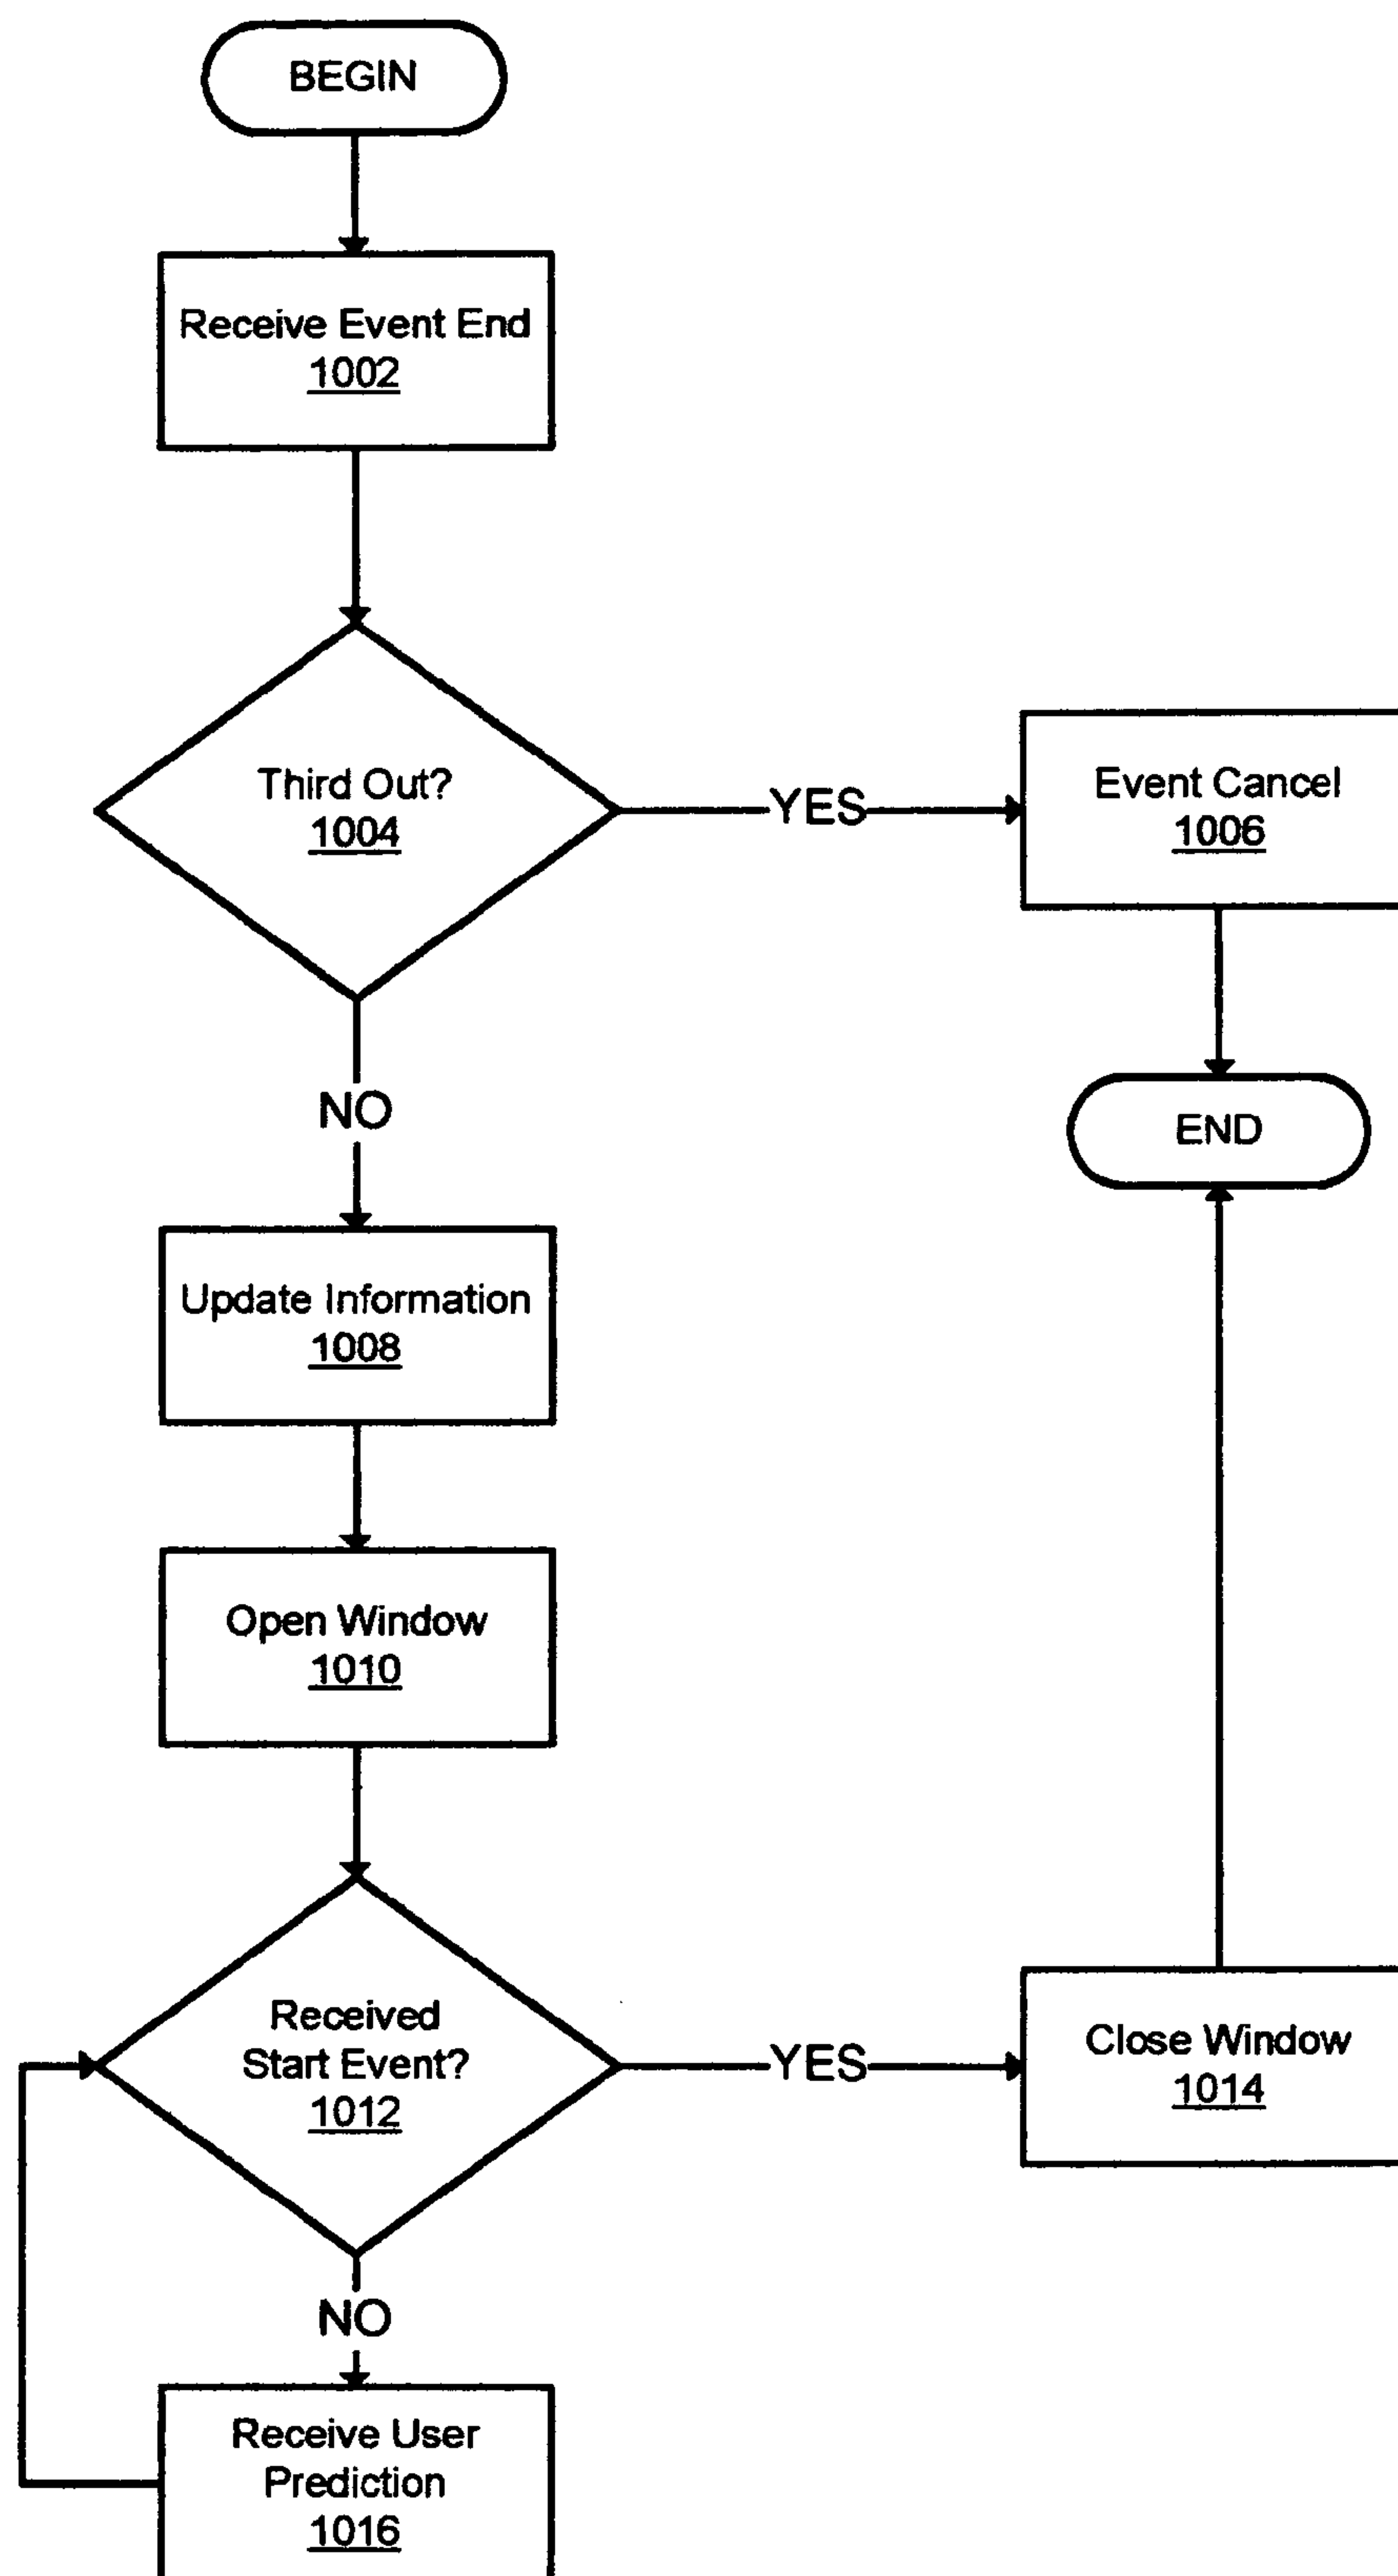 BEGIN
Receive Event End
1002
Third Out?
1004
YES
Event Cancel
1006
END
NO
Update Information
1008
Open Window
1010
Received
Start Event?
1012
YES
Close Window
1014
NO
Receive User
Prediction
1016